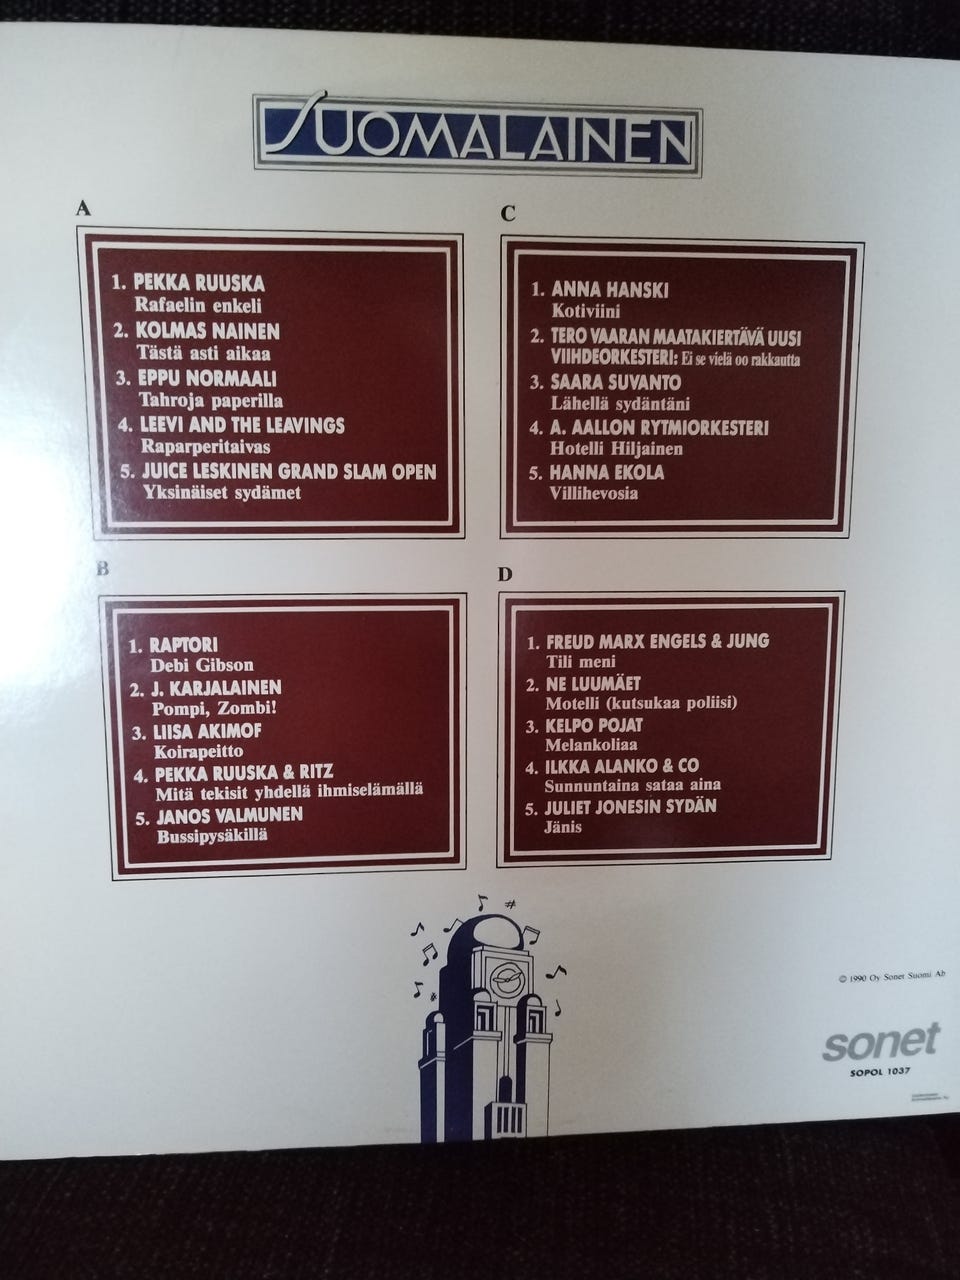 SUOMALAINEN
A
1. PEKKA RUUSKA
Rafaelin enkeli
2. KOLMAS NAINEN
Tästä asti aikaa
3. EPPU NORMAALI
Tahroja paperilla
4. LEEVI AND THE LEAVINGS
Raparperitaivas
5. JUICE LESKINEN GRAND SLAM OPEN
Yksinäiset sydämet
B
1. RAPTORI
Debi Gibson
2. J. KARJALAINEN
Pompi, Zombi!
3. LIISA AKIMOF
Koirapeitto
4. PEKKA RUUSKA & RITZ
Mitä tekisit yhdellä ihmiselämällä
5. JANOS VALMUNEN
Bussipysäkillä
C
1. ANNA HANSKI
Kotiviini
2. TERO VAARAN MAATAKIERTÄVÄ UUSI
VIIHDEORKESTERI: Ei se vielä oo rakkautta
3. SAARA SUVANTO
Lähellä sydäntäni
4. A. AALLON RYTMIORKESTERI
Hotelli Hiljainen
5. HANNA EKOLA
Villihevosia
D
1. FREUD MARX ENGELS & JUNG
Tili meni
2. NE LUUMÄET
Motelli (kutsukaa poliisi)
3. KELPO POJAT
Melankoliaa
4. ILKKA ALANKO & CO
Sunnuntaina sataa aina
5. JULIET JONESIN SYDÄN
Jänis
© 1990 Oy Sonet Suomi Ab
sonet
SOPOL 1037